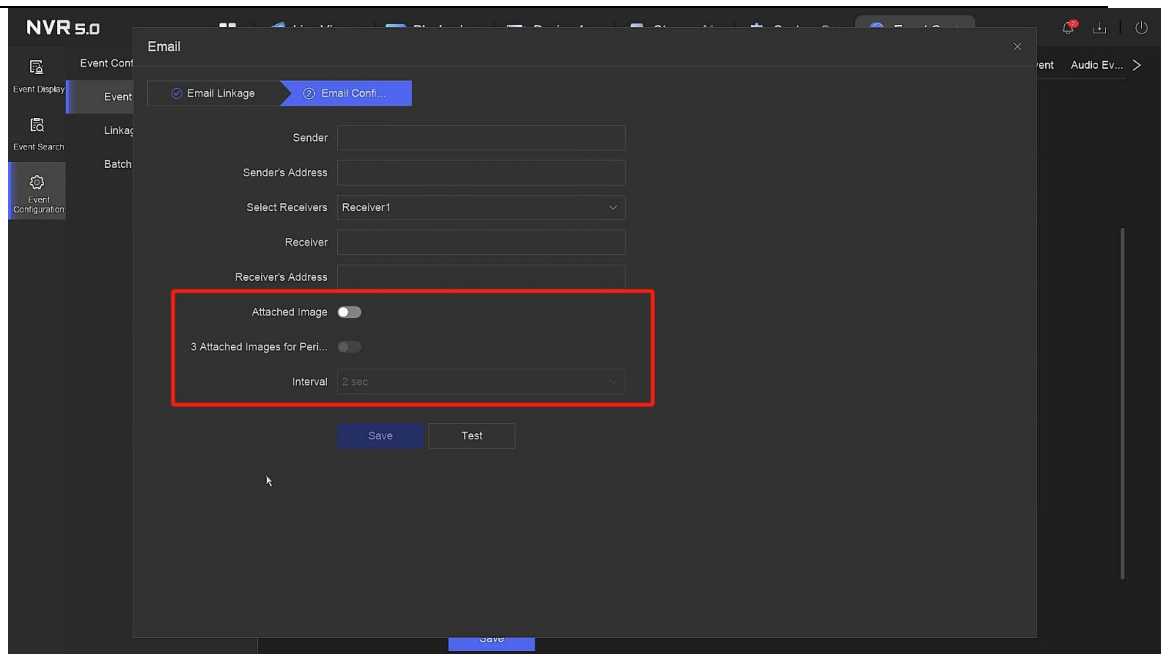 NVR 5.0
Email
Event Display
Event Search
Event
Configuration
Event Conf
Event
Linkag
Batch
Email Linkage
2 Email Confi...
Sender
Sender's Address
Select Receivers Receiver1
Receiver
Receiver's Address
Attached Image
3 Attached Images for Peri...
Interval 2 sec
Save Test
Audio Ev...
Save